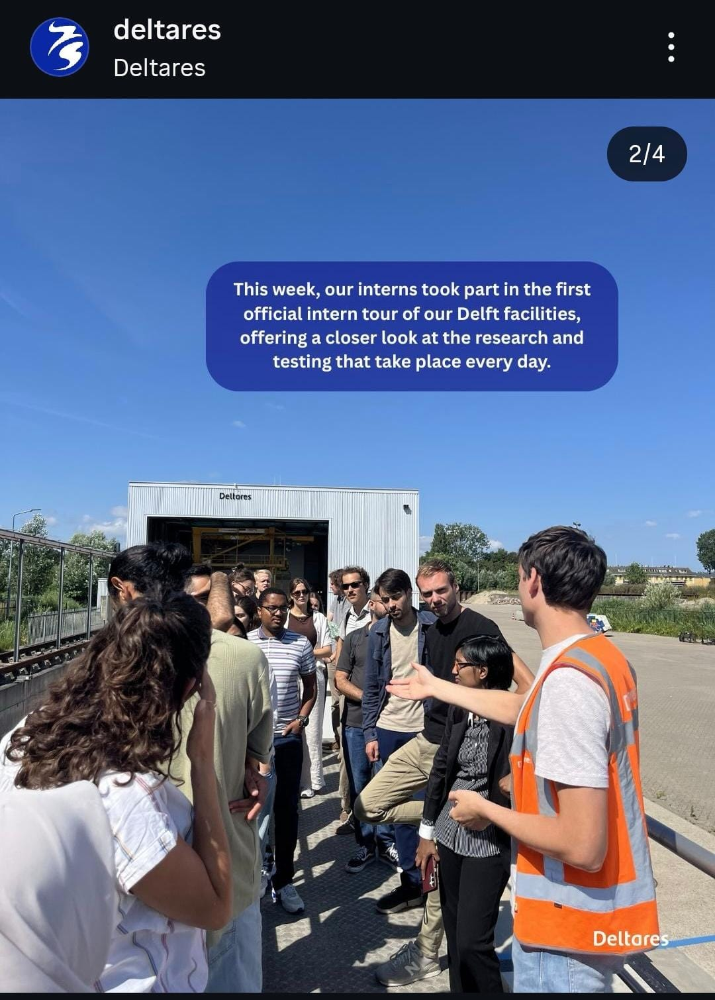 deltares
Deltares
2/4
This week, our interns took part in the first
official intern tour of our Delft facilities,
offering a closer look at the research and
testing that take place every day.
Deltares
Deltares